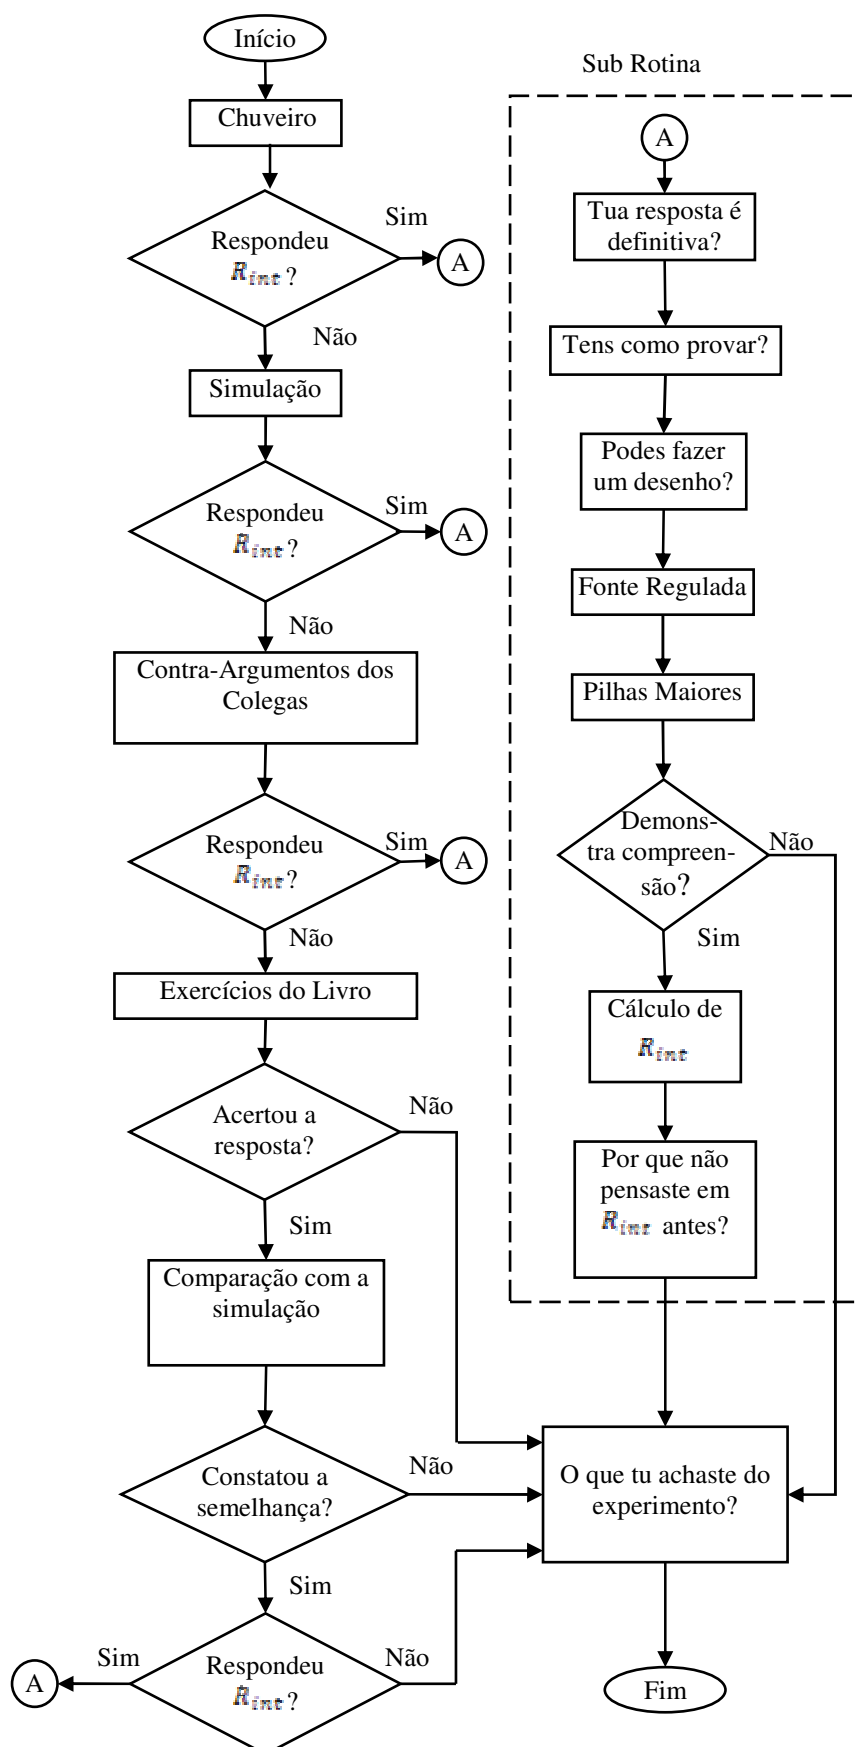 Início
Chuveiro
Sim
Respondeu
R_int ?
A
Não
Simulação
Sim
Respondeu
R_int ?
A
Não
Contra-Argumentos dos
Colegas
Sim
Respondeu
R_int ?
A
Não
Exercícios do Livro
Não
Acertou a
resposta?
Sim
Comparação com a
simulação
Não
Constatou a
semelhança?
Sim
Sim
Não
Respondeu
R_int ?
A
Sub Rotina
A
Tua resposta é
definitiva?
Tens como provar?
Podes fazer
um desenho?
Fonte Regulada
Pilhas Maiores
Demons-
tra compreen-
são?
Não
Sim
Cálculo de
R_int
Por que não
pensaste em
R_int antes?
O que tu achaste do
experimento?
Fim